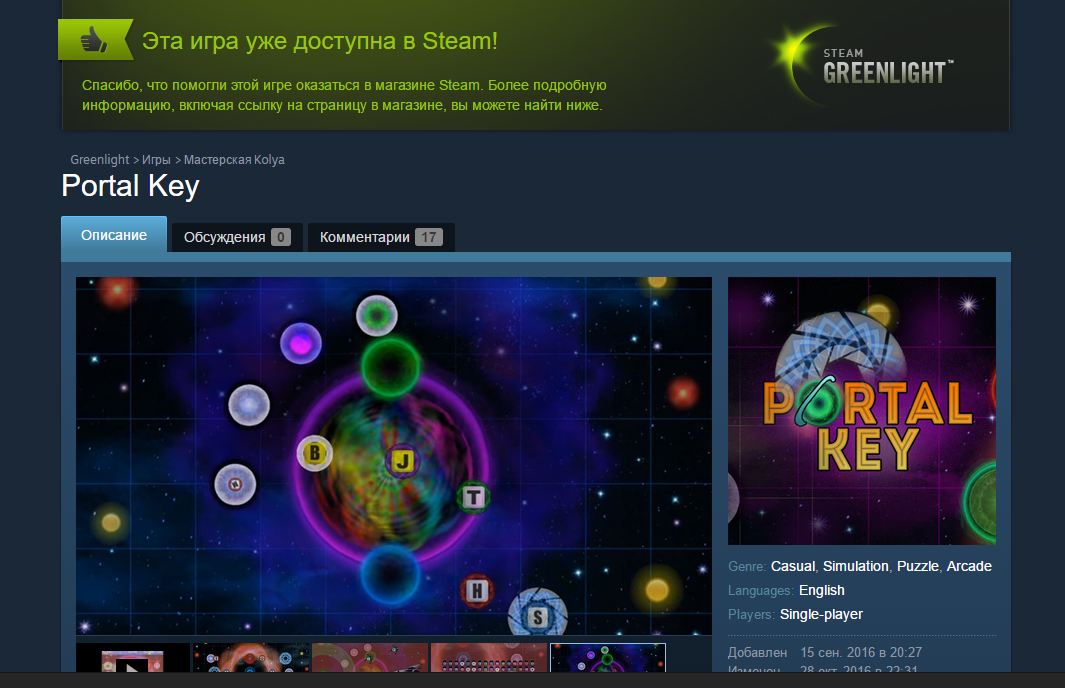 Эта игра уже доступна в Steam!
Спасибо, что помогли этой игре оказаться в магазине Steam. Более подробную
информацию, включая ссылку на страницу в магазине, вы можете найти ниже.
STEAM
GREENLIGHT™
Greenlight > Игры > Мастерская Kolya
Portal Key
Описание
Обсуждения 0
Комментарии 17
B
J
T
H
S
PORTAL
KEY
Genre: Casual, Simulation, Puzzle, Arcade
Languages: English
Players: Single-player
Добавлен 15 сен. 2016 в 20:27
Изменен 28 окт. 2016 в 22:31